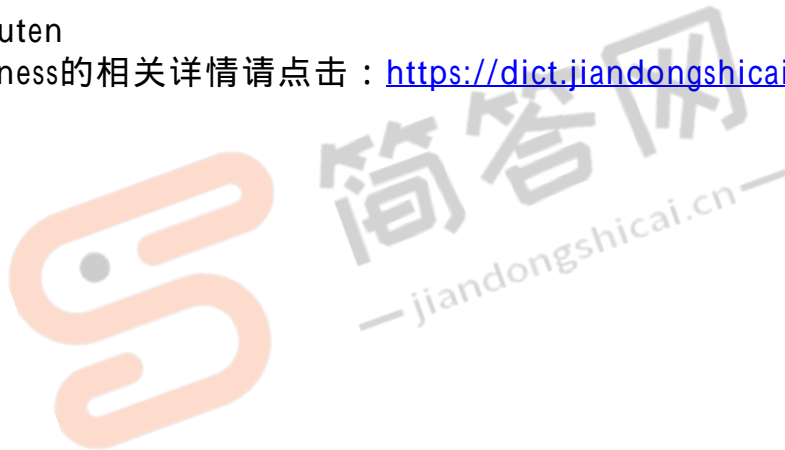 uten
ness的相关详情请点击：https://dict.jiandongshicai
简答网
— jiandongshicai.cn —